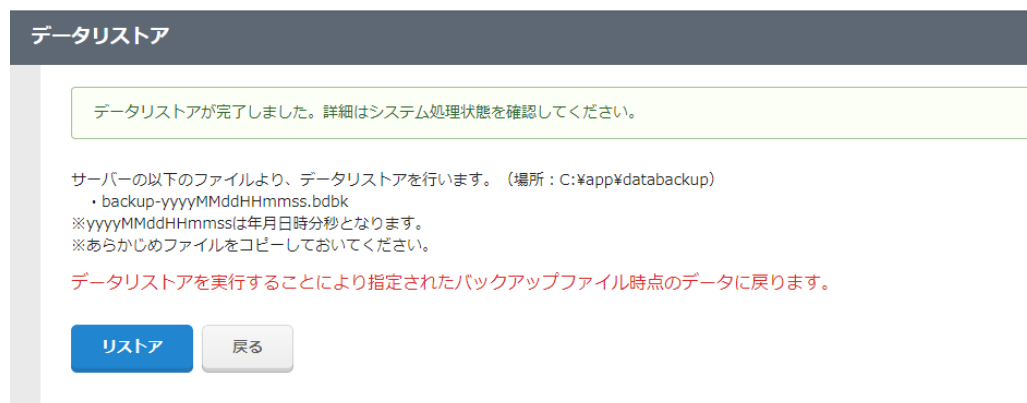 データリストア
データリストアが完了しました。詳細はシステム処理状態を確認してください。
サーバーの以下のファイルより、データリストアを行います。（場所：C:¥app¥databackup）
・backup-yyyyMMddHHmmss.bdbk
※yyyyMMddHHmmssは年月日時分秒となります。
※あらかじめファイルをコピーしておいてください。
データリストアを実行することにより指定されたバックアップファイル時点のデータに戻ります。
リストア
戻る